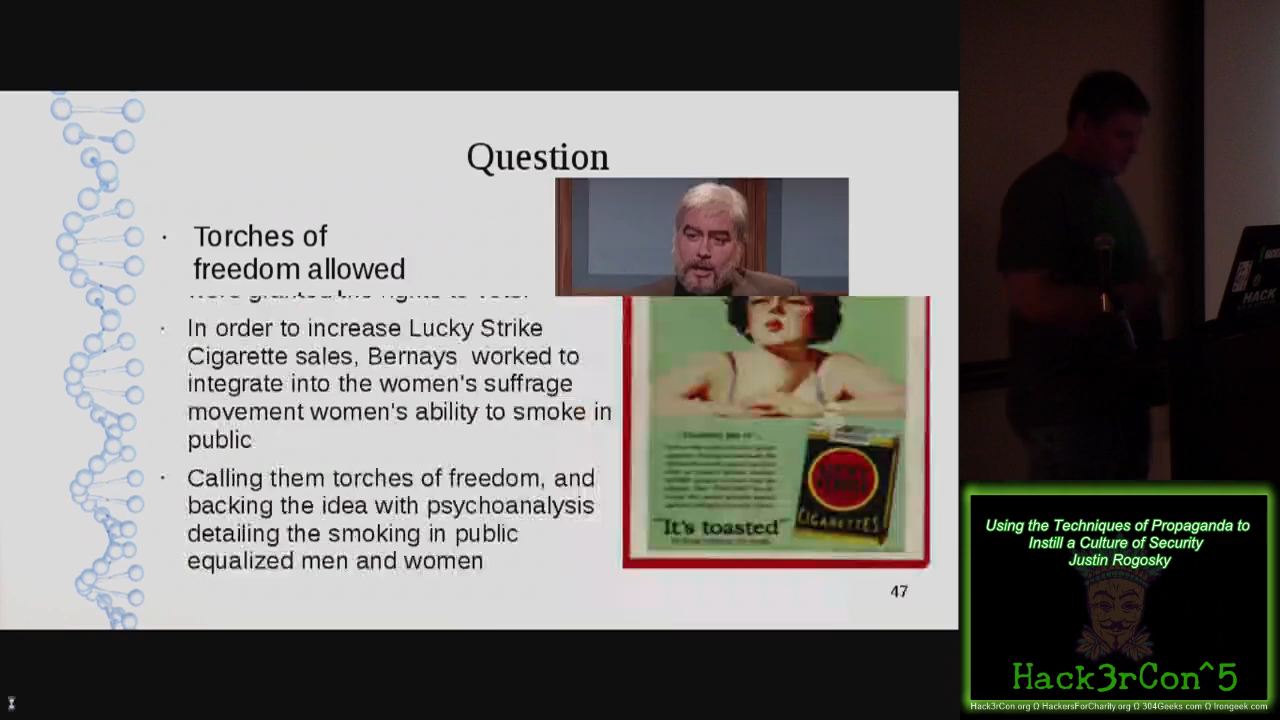 Question
· Torches of
freedom allowed
· In order to increase Lucky Strike
Cigarette sales, Bernays worked to
integrate into the women's suffrage
movement women's ability to smoke in
public
· Calling them torches of freedom, and
backing the idea with psychoanalysis
detailing the smoking in public
equalized men and women
LUCKY
STRIKE
CIGARETTES
"It's toasted"
47
HACK
Using the Techniques of Propaganda to
Instill a Culture of Security
Justin Rogosky
Hack3rCon^5
Hack3rCon.org Ω HackersForCharity.org Ω 304Geeks.com Ω Irongeek.com